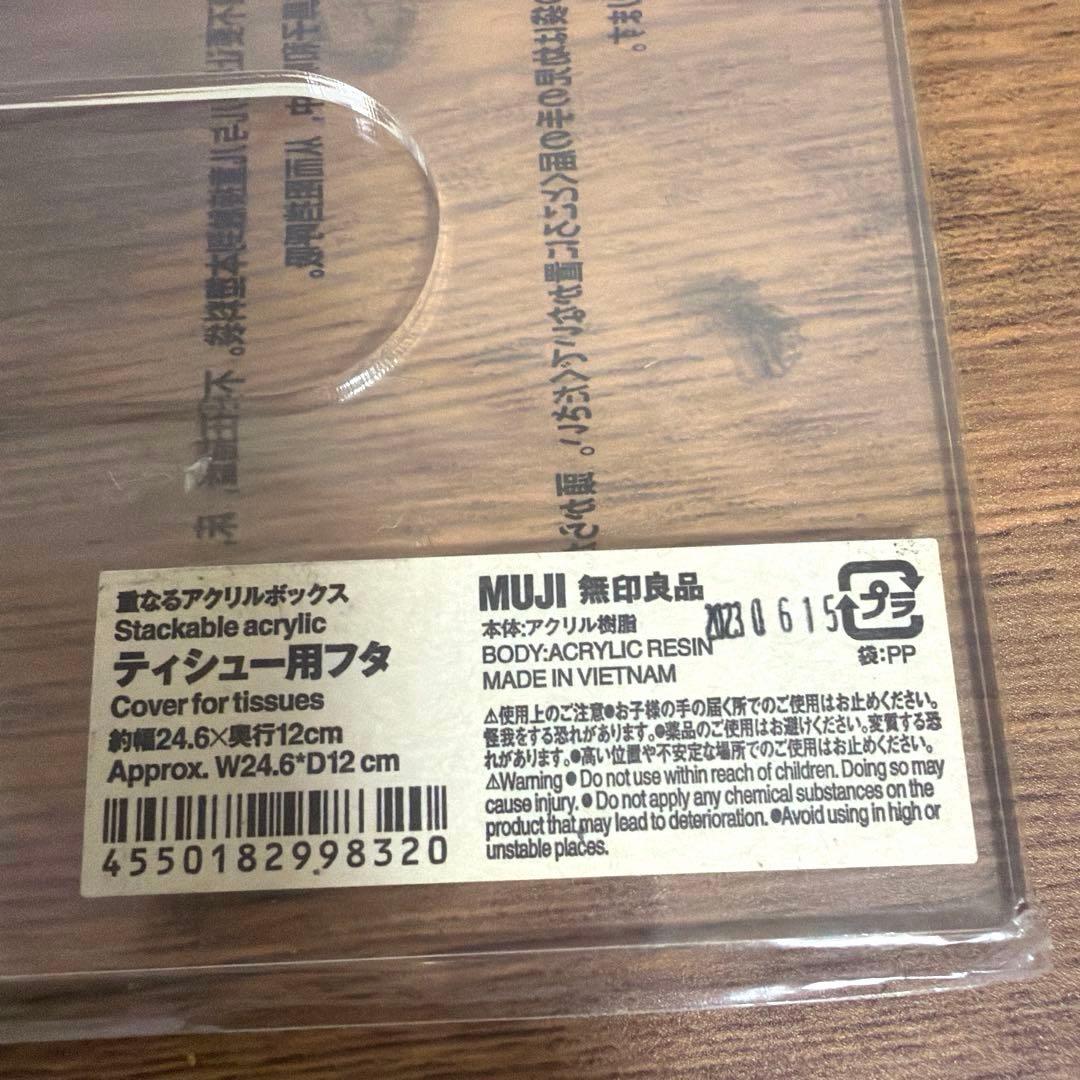 重なるアクリルボックス
Stackable acrylic
ティシュー用フタ
Cover for tissues
約幅24.6×奥行12cm
Approx. W24.6*D12 cm
4550182998320
MUJI 無印良品
本体:アクリル樹脂
20230615
BODY:ACRYLIC RESIN
MADE IN VIETNAM
プラ
袋:PP
⚠使用上のご注意●お子様の手の届く所でのご使用はお止めください。
怪我をする恐れがあります。●薬品のご使用はお避けください。変質する恐
れがあります。●高い位置や不安定な場所でのご使用はお止めください。
⚠Warning ● Do not use within reach of children. Doing so may
cause injury. ● Do not apply any chemical substances on the
product that may lead to deterioration. ●Avoid using in high or
unstable places.